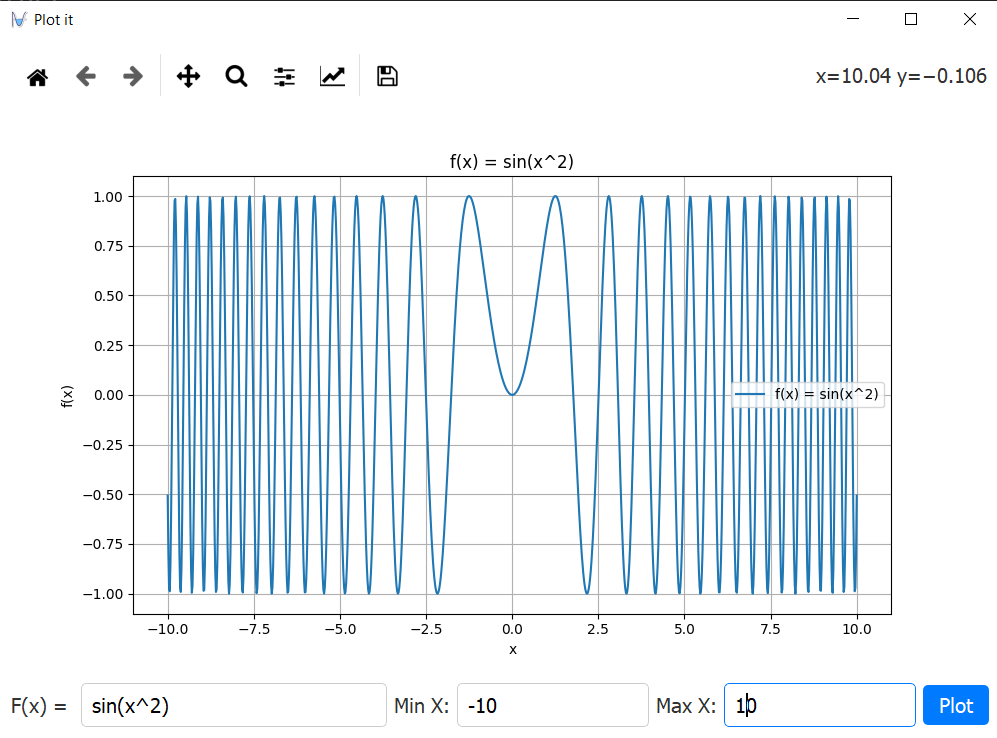 Plot it
x=10.04 y=−0.106
f(x) = sin(x^2)
1.00
0.75
0.50
0.25
0.00
−0.25
−0.50
−0.75
−1.00
f(x)
f(x) = sin(x^2)
−10.0 −7.5 −5.0 −2.5 0.0 2.5 5.0 7.5 10.0
x
F(x) = sin(x^2) Min X: -10 Max X: 10 Plot